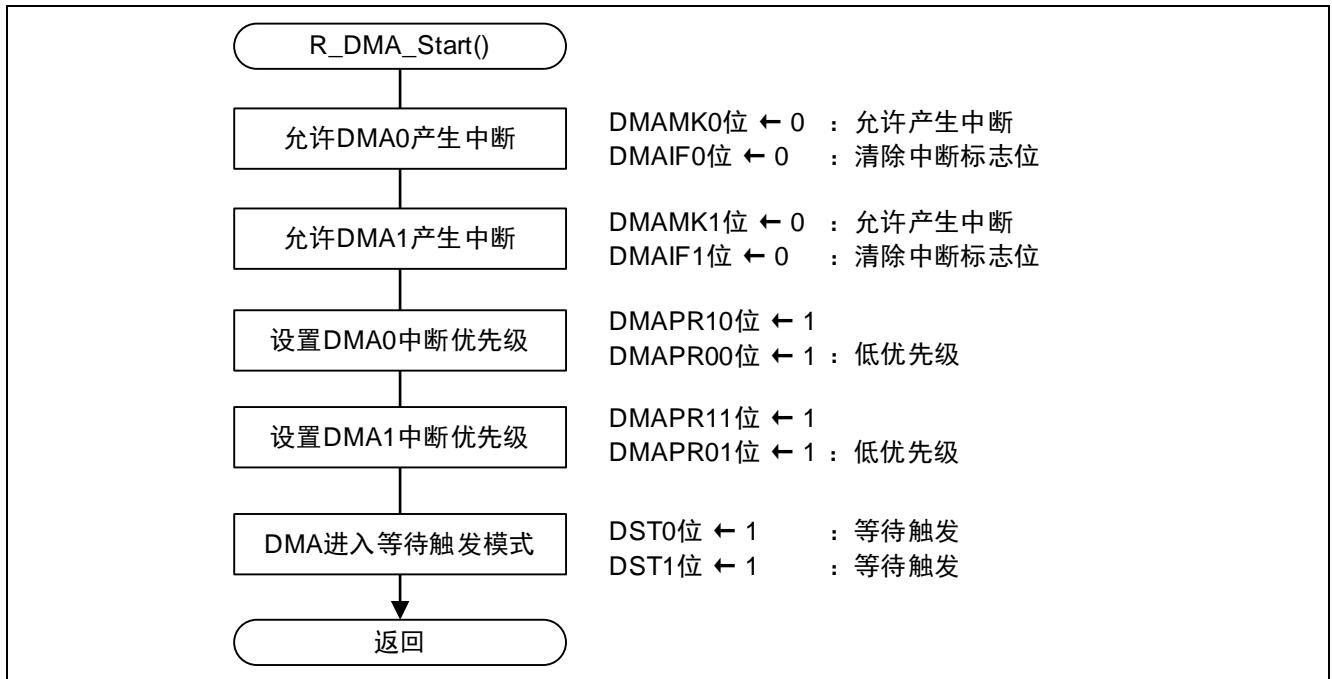 R_DMA_Start()
允许DMA0产生中断
DMAMK0位 ← 0 ：允许产生中断
DMAIF0位 ← 0 ：清除中断标志位
允许DMA1产生中断
DMAMK1位 ← 0 ：允许产生中断
DMAIF1位 ← 0 ：清除中断标志位
设置DMA0中断优先级
DMAPR10位 ← 1
DMAPR00位 ← 1 ：低优先级
设置DMA1中断优先级
DMAPR11位 ← 1
DMAPR01位 ← 1 ：低优先级
DMA进入等待触发模式
DST0位 ← 1 ：等待触发
DST1位 ← 1 ：等待触发
返回